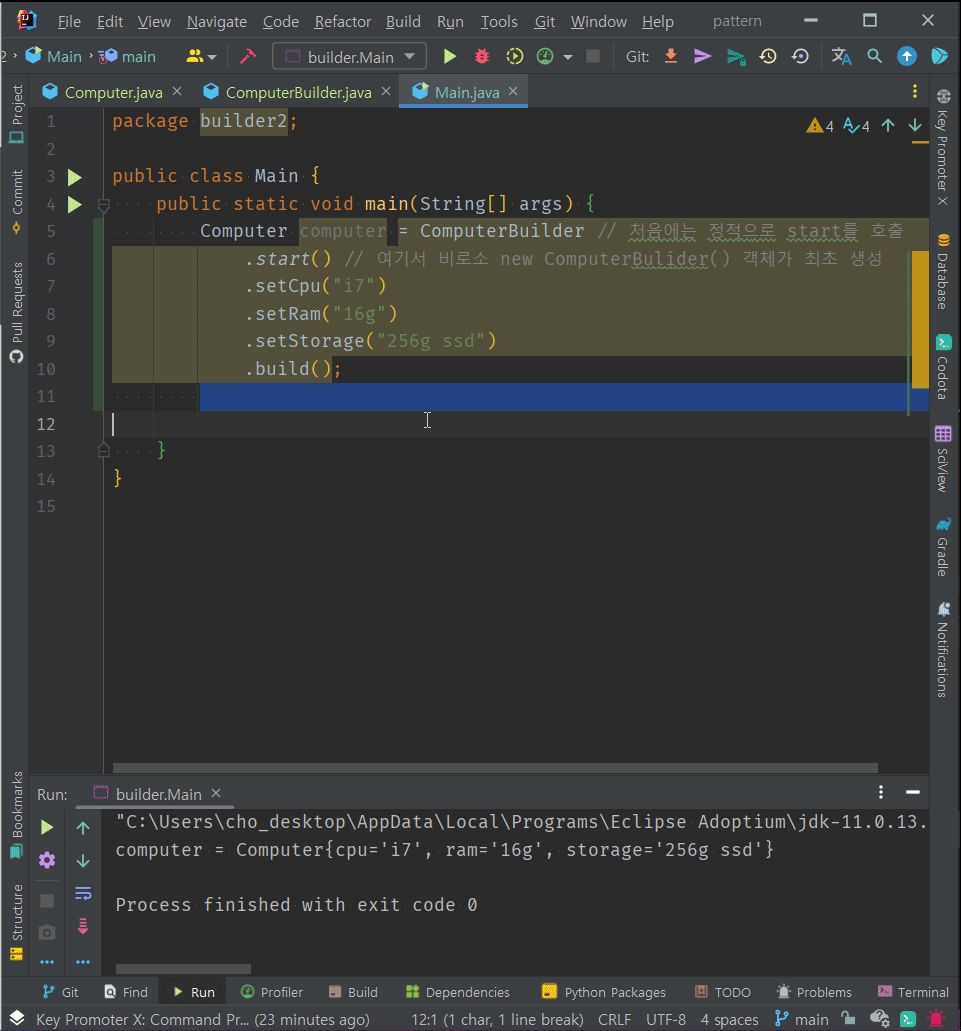 File Edit View Navigate Code Refactor Build Run Tools Git Window Help pattern
2 Main main builder.Main Git:
Computer.java ComputerBuilder.java Main.java
1 package builder2;
2
3 public class Main {
4 public static void main(String[] args) {
5 Computer computer = ComputerBuilder // 처음에는 정적으로 start를 호출
6 .start() // 여기서 비로소 new ComputerBulider() 객체가 최초 생성
7 .setCpu("i7")
8 .setRam("16g")
9 .setStorage("256g ssd")
10 .build();
11
12
13 }
14 }
15
4 4
Project
Commit
Pull Requests
Bookmarks
Structure
Key Promoter X
Database
Codota
SciView
Gradle
Notifications
Run: builder.Main
"C:\Users\cho_desktop\AppData\Local\Programs\Eclipse Adoptium\jdk-11.0.13.
computer = Computer{cpu='i7', ram='16g', storage='256g ssd'}
Process finished with exit code 0
Git Find Run Profiler Build Dependencies Python Packages TODO Problems Terminal
Key Promoter X: Command Pr... (23 minutes ago) 12:1 (1 char, 1 line break) CRLF UTF-8 4 spaces main